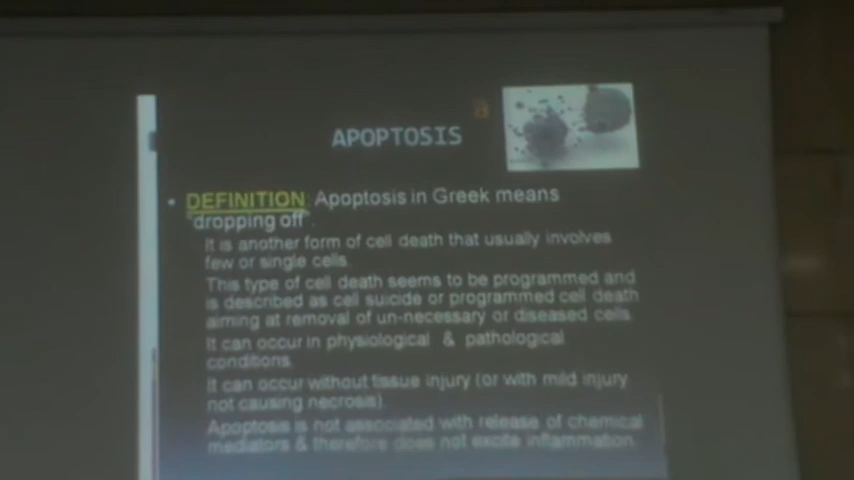 APOPTOSIS
• DEFINITION: Apoptosis in Greek means
"dropping off".
It is another form of cell death that usually involves
few or single cells.
This type of cell death seems to be programmed and
is described as cell suicide or programmed cell death
aiming at removal of un-necessary or diseased cells.
It can occur in physiological & pathological
conditions.
It can occur without tissue injury (or with mild injury
not causing necrosis).
Apoptosis is not associated with release of chemical
mediators & therefore does not excite inflammation.